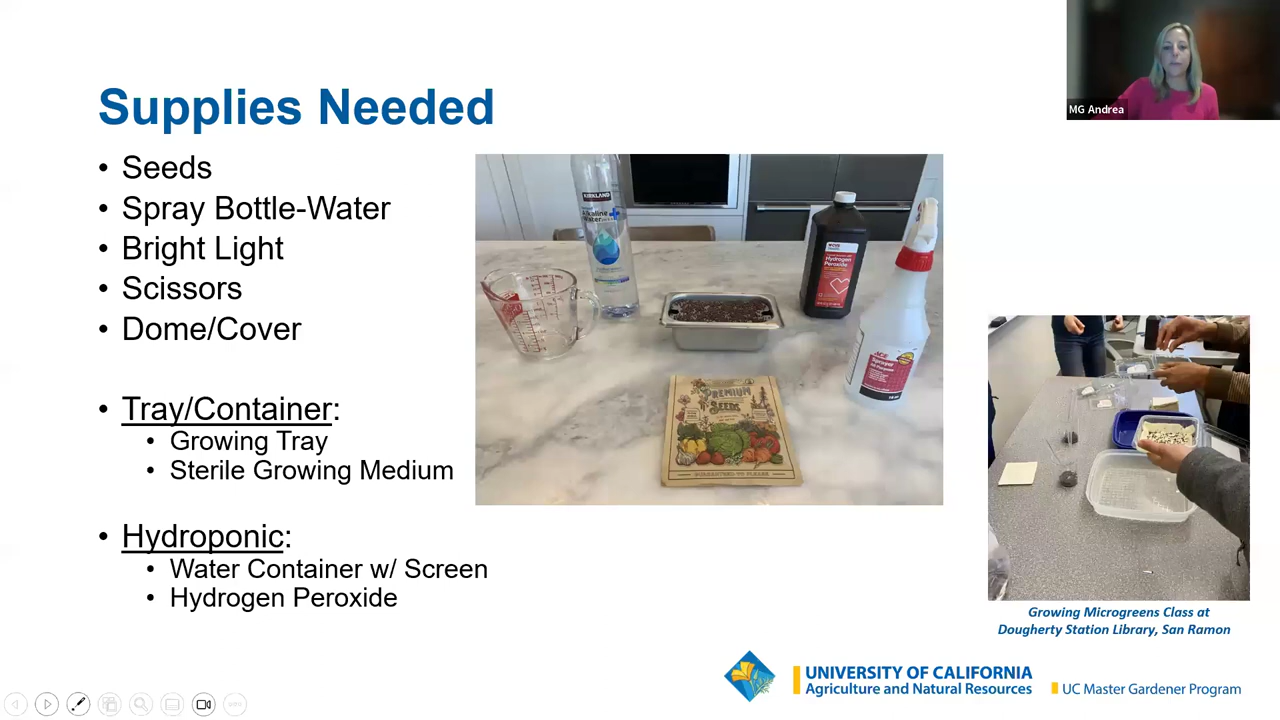 MG Andrea
Supplies Needed
• Seeds
• Spray Bottle-Water
• Bright Light
• Scissors
• Dome/Cover
• Tray/Container:
• Growing Tray
• Sterile Growing Medium
• Hydroponic:
• Water Container w/ Screen
• Hydrogen Peroxide
KIRKLAND
Alkaline
Water
Hydrogen
Peroxide
ACE
Sprayer
PREMIUM
SEEDS
Growing Microgreens Class at
Dougherty Station Library, San Ramon
UNIVERSITY OF CALIFORNIA
Agriculture and Natural Resources
UC Master Gardener Program